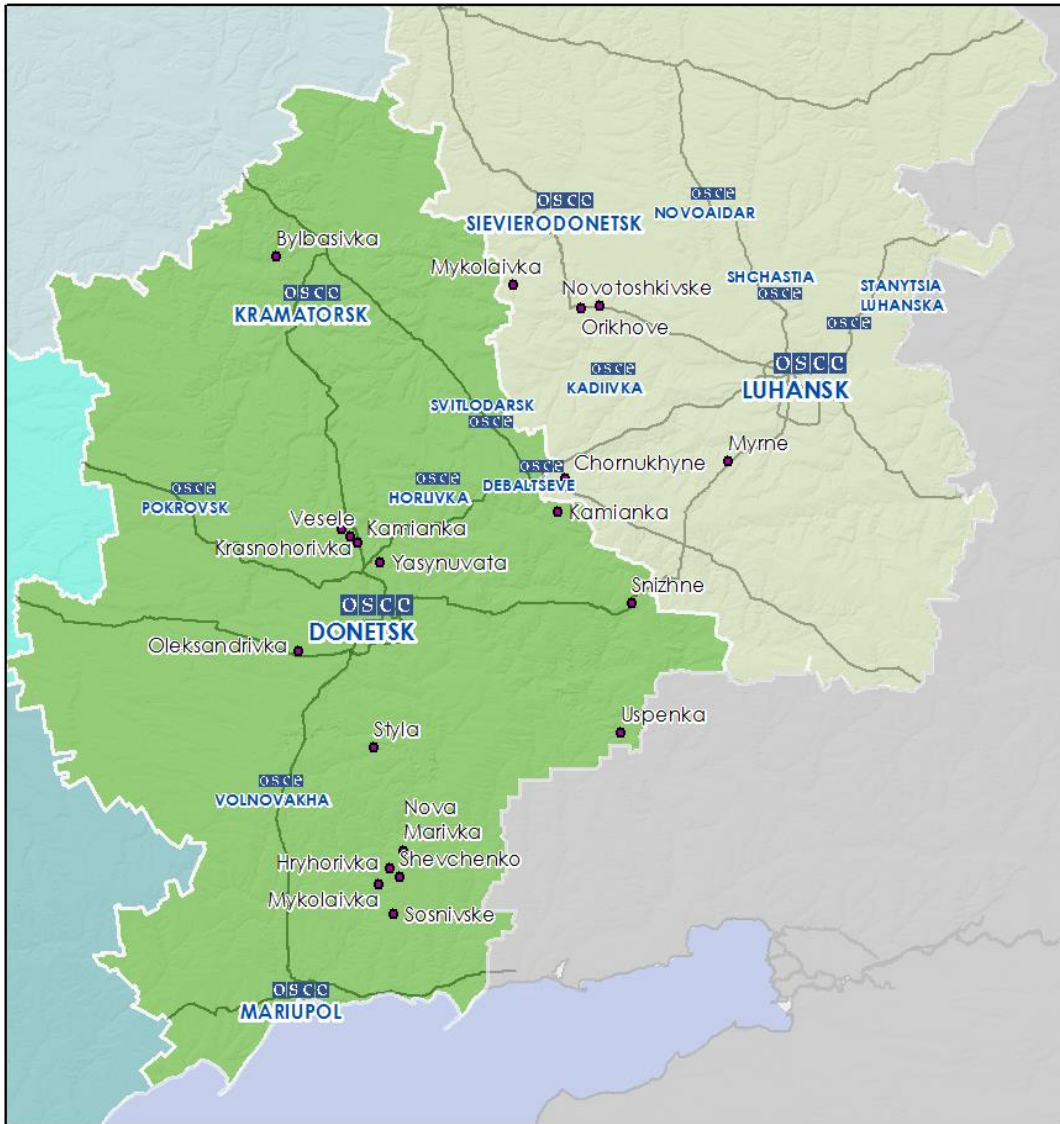 osce
SIEVIERODONETSK
osce
NOVOAIDAR
Bylbasivka
Mykolaivka
SHCHASTIA
osce
STANYTSIA
LUHANSKA
osce
osce
KRAMATORSK
Novotoshkivske
Orikhove
osce
KADIIVKA
osce
LUHANSK
SVITLODARSK
osce
Myrne
osce
DEBALTSEVE
Chornukhyne
osce
HORLIVKA
osce
POKROVSK
Kamianka
Vesele
Kamianka
Krasnohorivka
Yasynuvata
Snizhne
osce
DONETSK
Oleksandrivka
Uspenka
Styla
osce
VOLNOVAKHA
Nova
Marivka
Hryhorivka
Shevchenko
Mykolaivka
Sosnivske
osce
MARIUPOL